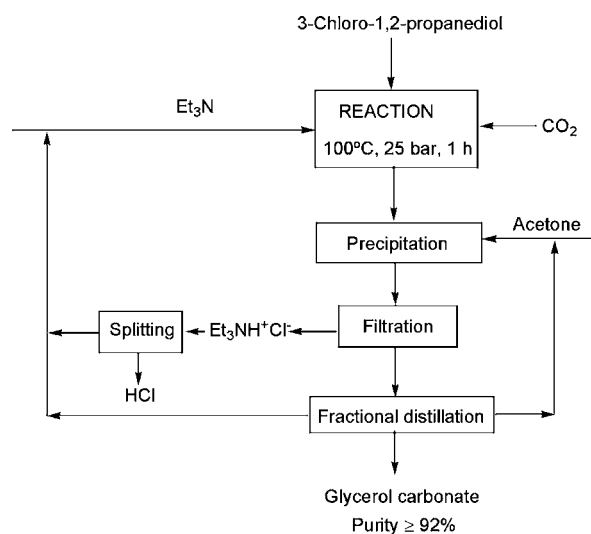 3-Chloro-1,2-propanediol
Et₃N
REACTION
100ºC, 25 bar, 1 h
CO₂
Acetone
Precipitation
Splitting
Et₃NH⁺Cl⁻
Filtration
HCl
Fractional distillation
Glycerol carbonate
Purity ≥ 92%